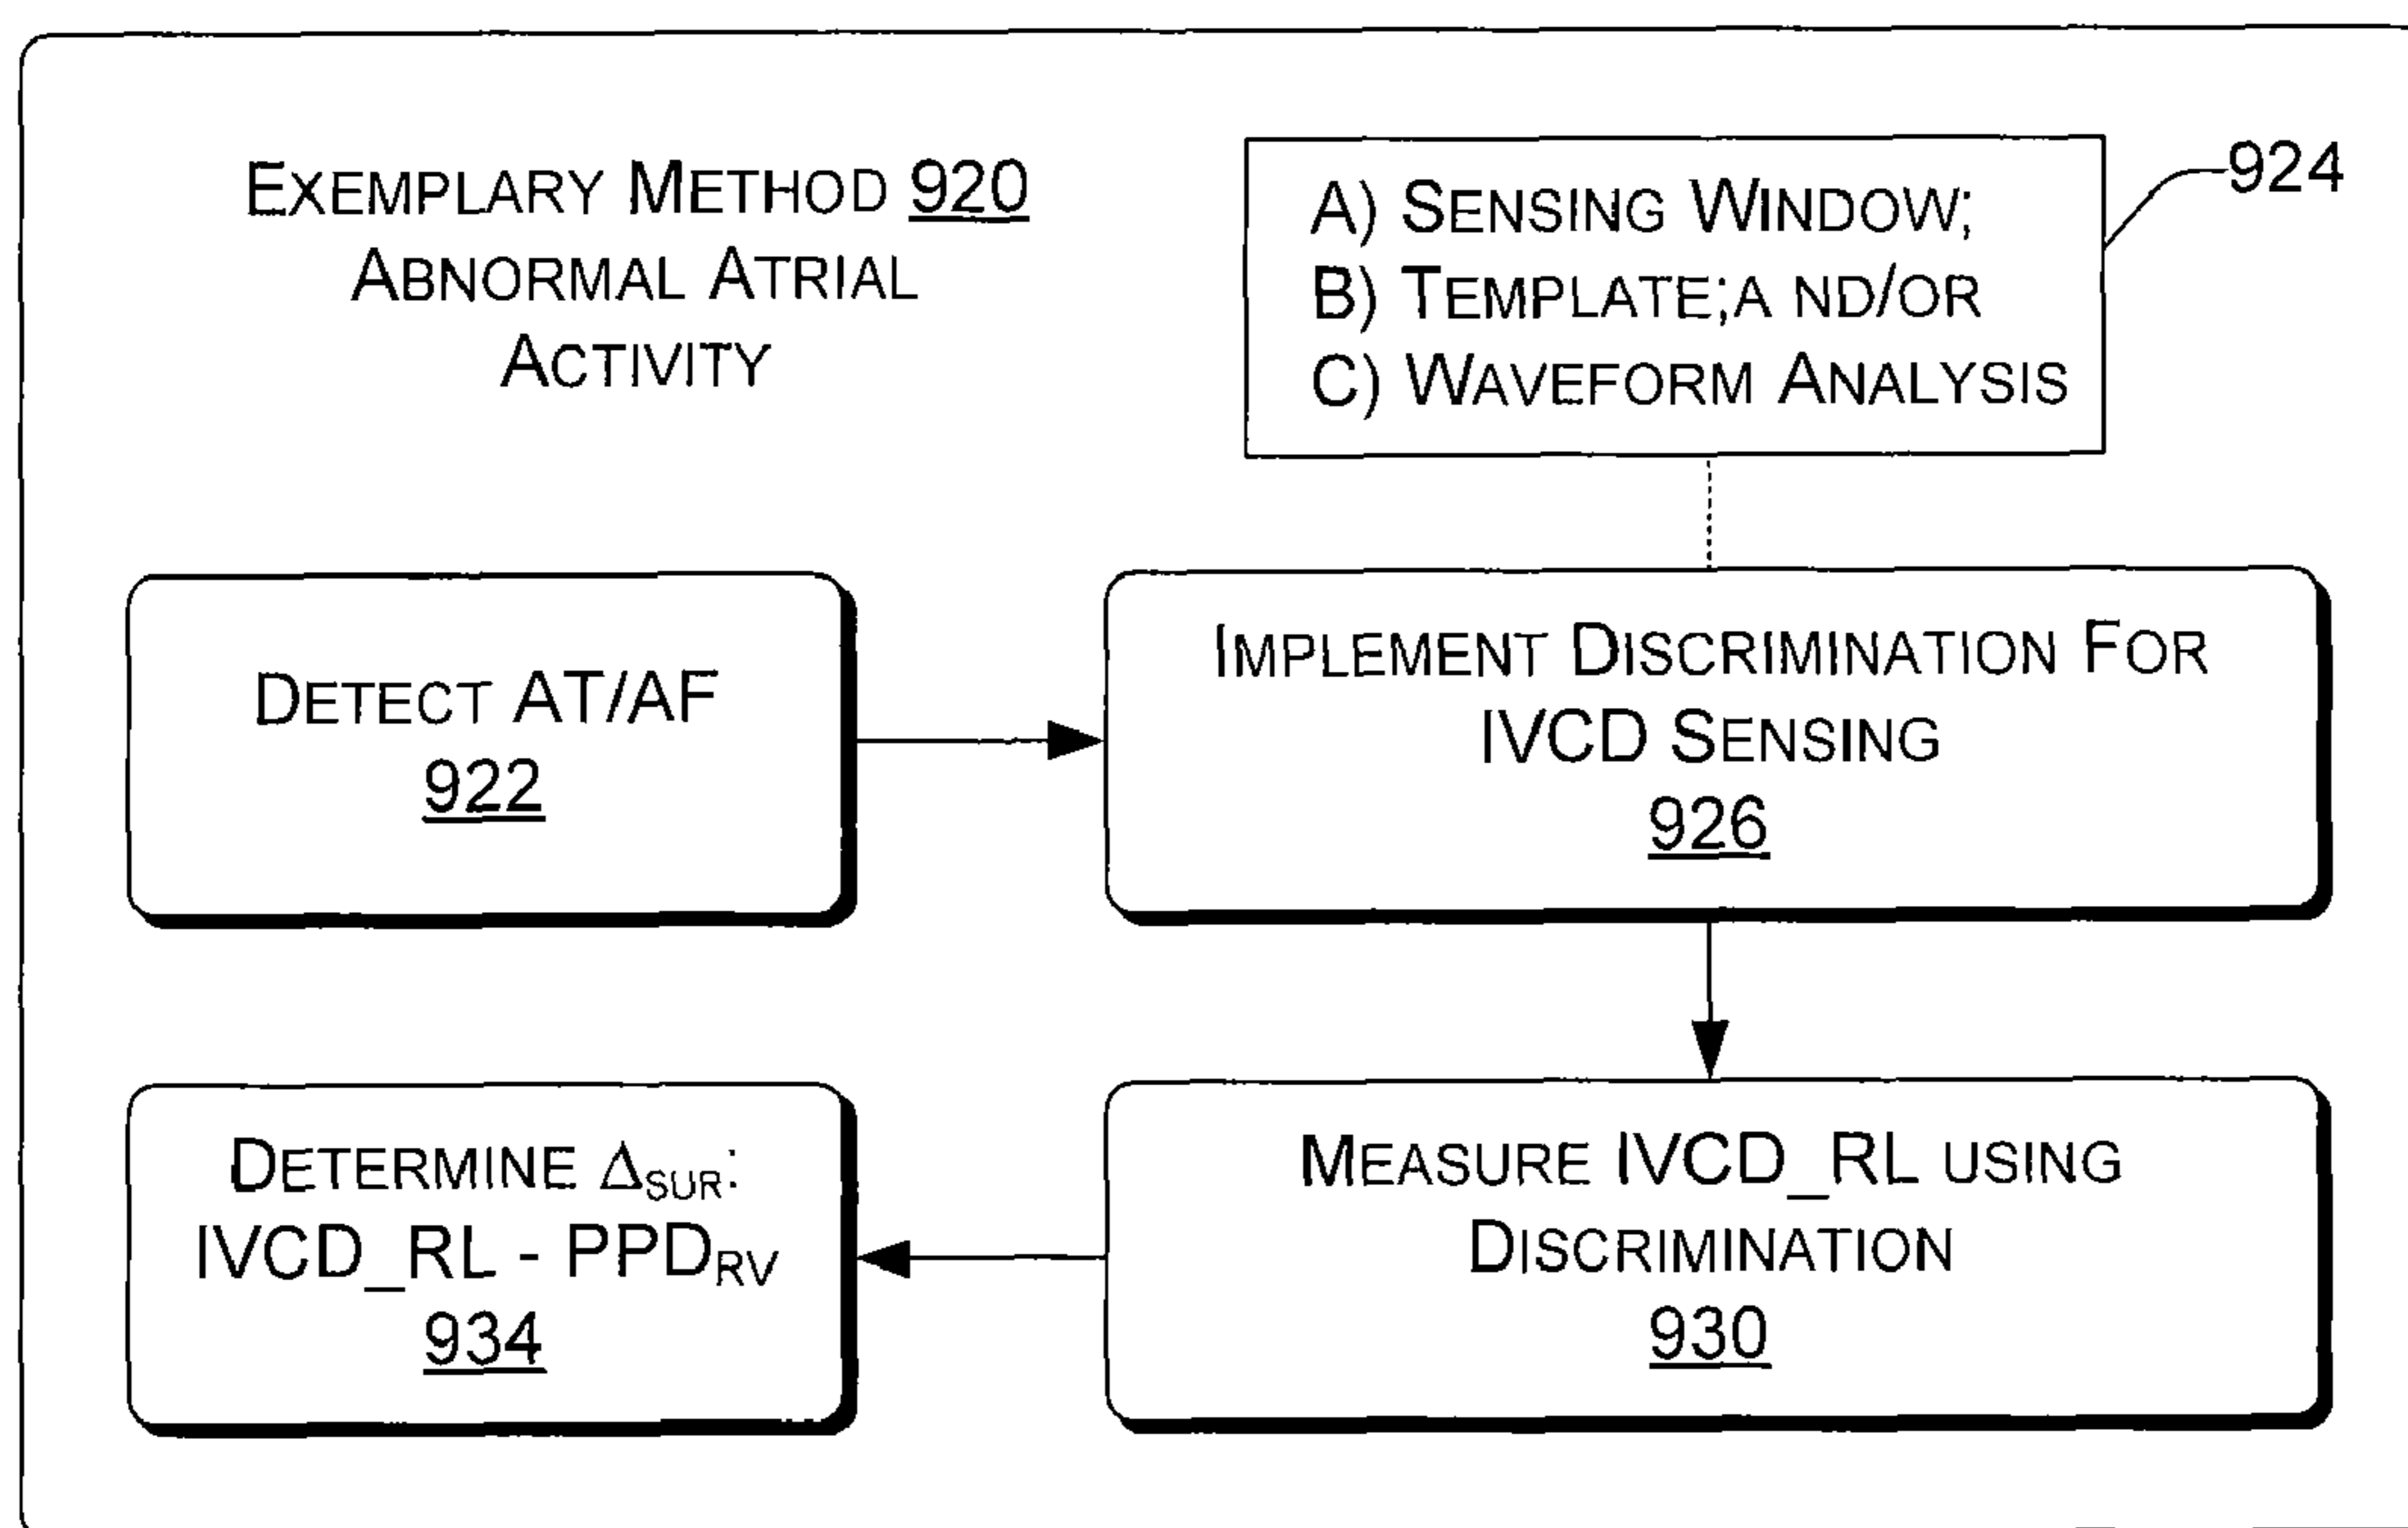 EXEMPLARY METHOD 920
ABNORMAL ATRIAL
ACTIVITY
A) SENSING WINDOW;
B) TEMPLATE;A ND/OR
C) WAVEFORM ANALYSIS
924
DETECT AT/AF
922
IMPLEMENT DISCRIMINATION FOR
IVCD SENSING
926
MEASURE IVCD_RL USING
DISCRIMINATION
930
DETERMINE ΔSUR:
IVCD_RL - PPDRV
934